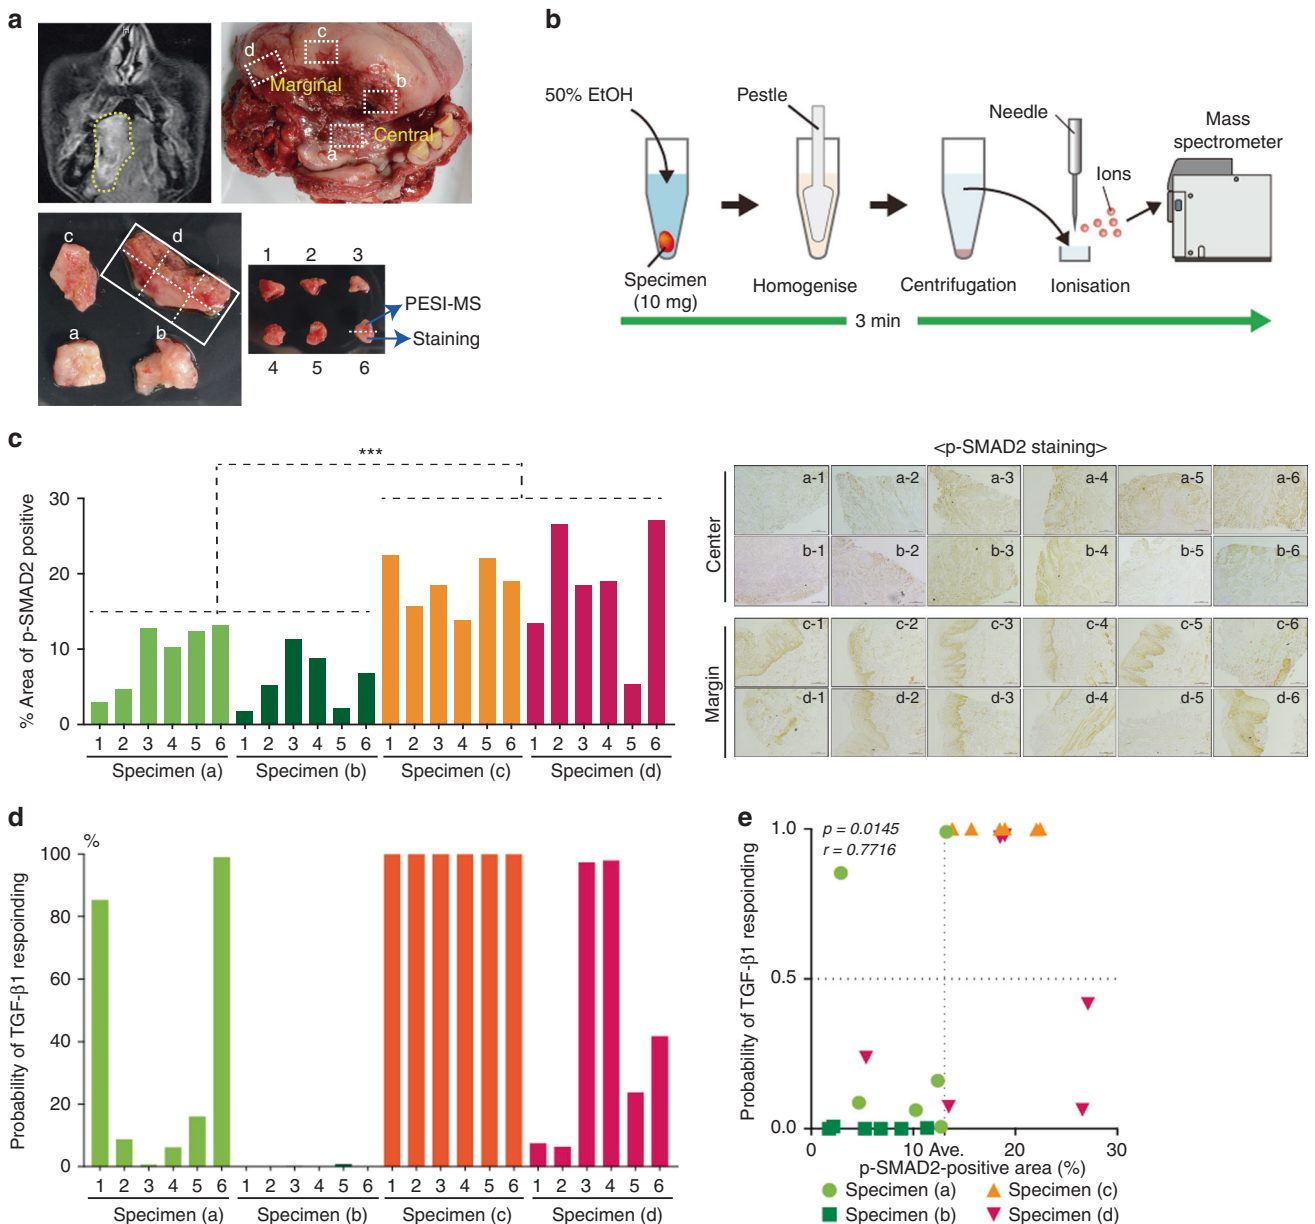 a
d
c
Marginal
b
Central
a
c
d
a
b
1 2 3
PESI-MS
Staining
4 5 6
b
50% EtOH
Pestle
Needle
Mass
spectrometer
Ions
Specimen
(10 mg)
Homogenise
Centrifugation
Ionisation
3 min
c
***
% Area of p-SMAD2 positive
30
20
10
0
1 2 3 4 5 6 1 2 3 4 5 6 1 2 3 4 5 6 1 2 3 4 5 6
Specimen (a) Specimen (b) Specimen (c) Specimen (d)
<p-SMAD2 staining>
Center
a-1 a-2 a-3 a-4 a-5 a-6
b-1 b-2 b-3 b-4 b-5 b-6
Margin
c-1 c-2 c-3 c-4 c-5 c-6
d-1 d-2 d-3 d-4 d-5 d-6
d
%
Probability of TGF-β1 respoinding
100
80
60
40
20
0
1 2 3 4 5 6 1 2 3 4 5 6 1 2 3 4 5 6 1 2 3 4 5 6
Specimen (a) Specimen (b) Specimen (c) Specimen (d)
e
p = 0.0145
r = 0.7716
Probability of TGF-β1 responding
1.0
0.5
0.0
0 10 Ave. 20 30
p-SMAD2-positive area (%)
Specimen (a) Specimen (c)
Specimen (b) Specimen (d)